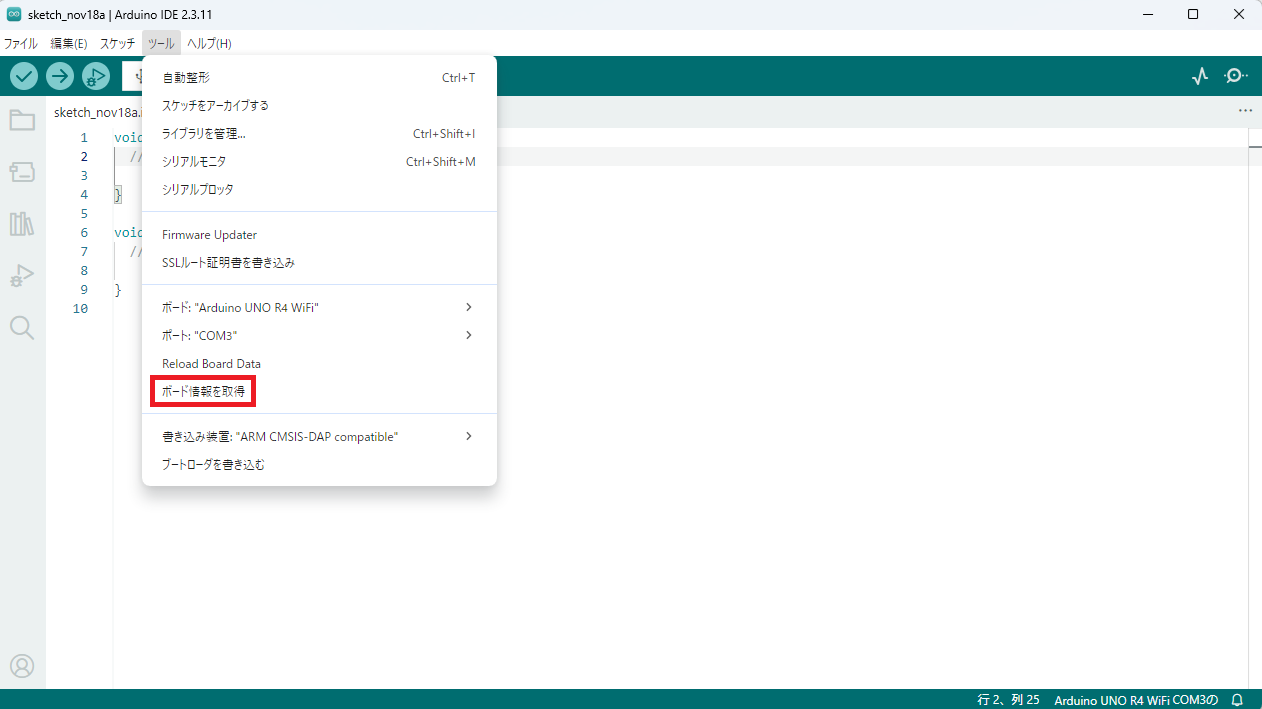 sketch_nov18a | Arduino IDE 2.3.11
ファイル 編集(E) スケッチ ツール ヘルプ(H)
sketch_nov18a.i
1 void
2 //
3
4 }
5
6 void
7 //
8
9 }
10
自動整形 Ctrl+T
スケッチをアーカイブする
ライブラリを管理... Ctrl+Shift+I
シリアルモニタ Ctrl+Shift+M
シリアルプロッタ
Firmware Updater
SSLルート証明書を書き込み
ボード: "Arduino UNO R4 WiFi"
ポート: "COM3"
Reload Board Data
ボード情報を取得
書き込み装置: "ARM CMSIS-DAP compatible"
ブートローダを書き込む
行 2、列 25 Arduino UNO R4 WiFi COM3の